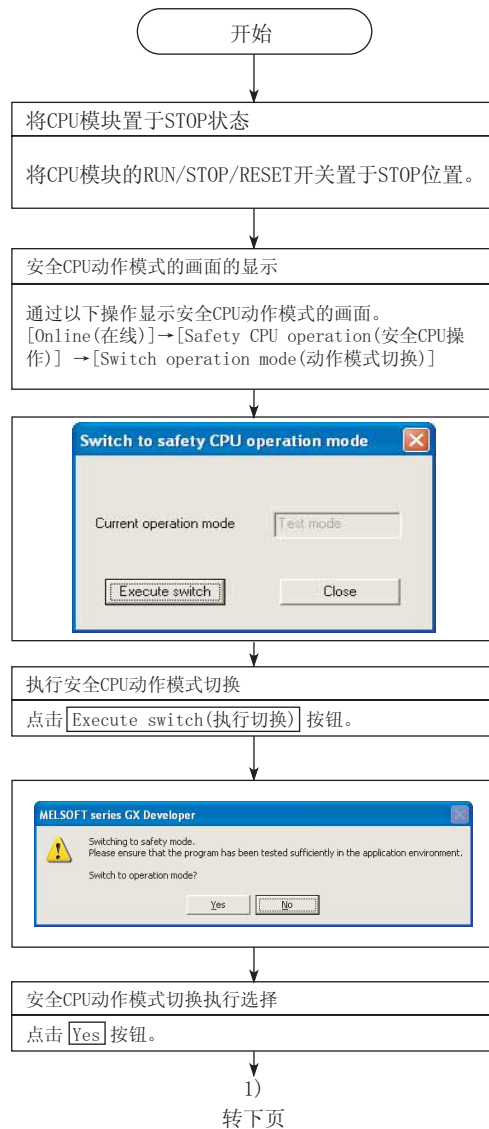 开始
将CPU模块置于STOP状态
将CPU模块的RUN/STOP/RESET开关置于STOP位置。
安全CPU动作模式的画面的显示
通过以下操作显示安全CPU动作模式的画面。
[Online(在线)]→[Safety CPU operation(安全CPU操
作)] →[Switch operation mode(动作模式切换)]
Switch to safety CPU operation mode
Current operation mode Test mode
Execute switch Close
执行安全CPU动作模式切换
点击 Execute switch(执行切换) 按钮。
MELSOFT series GX Developer
Switching to safety mode.
Please ensure that the program has been tested sufficiently in the application environment.
Switch to operation mode?
Yes No
安全CPU动作模式切换执行选择
点击 Yes 按钮。
1)
转下页